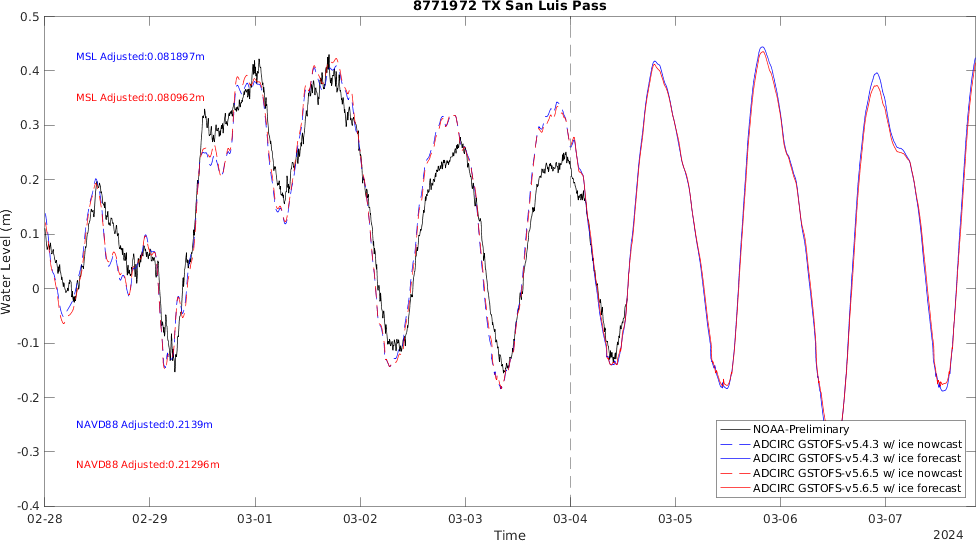 8771972 TX San Luis Pass
0.5
0.4
0.3
0.2
0.1
0
-0.1
-0.2
-0.3
-0.4
Water Level (m)
MSL Adjusted:0.081897m
MSL Adjusted:0.080962m
NAVD88 Adjusted:0.2139m
NAVD88 Adjusted:0.21296m
NOAA-Preliminary
ADCIRC GSTOFS-v5.4.3 w/ ice nowcast
ADCIRC GSTOFS-v5.4.3 w/ ice forecast
ADCIRC GSTOFS-v5.6.5 w/ ice nowcast
ADCIRC GSTOFS-v5.6.5 w/ ice forecast
02-28 02-29 03-01 03-02 03-03 03-04 03-05 03-06 03-07
Time
2024